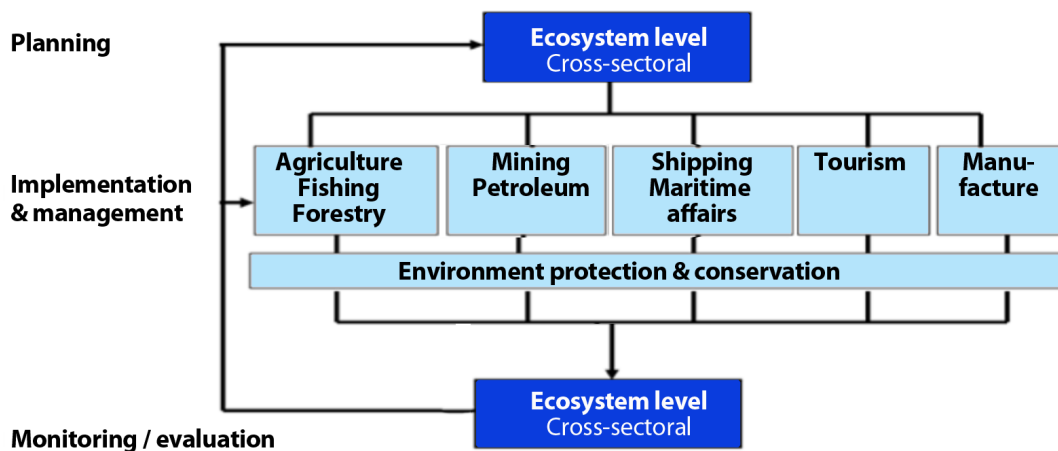 Planning
Ecosystem level
Cross-sectoral
Implementation
& management
Agriculture
Fishing
Forestry
Mining
Petroleum
Shipping
Maritime
affairs
Tourism
Manu-
facture
Environment protection & conservation
Ecosystem level
Cross-sectoral
Monitoring / evaluation